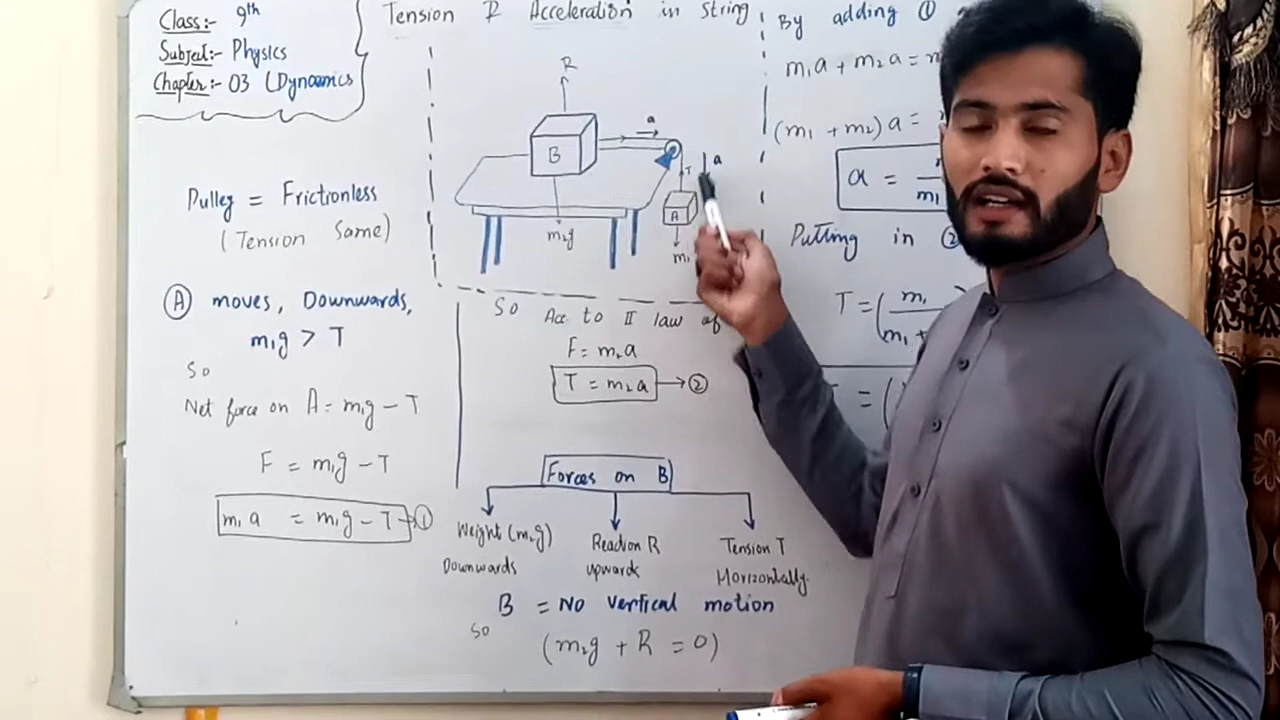 Class:- 9th
Subject:- Physics
Chapter:- 03 (Dynamics
Tension & Acceleration in String
R
B
a
a
T
A
m₂g
m₁
Pulley = Frictionless
(Tension Same)
Ⓐ moves, Downwards,
m₁g > T
So
Net force on A = m₁g - T
F = m₁g - T
m₁a = m₁g - T → ①
So Acc to II law of
F = m₂a
T = m₂a → ②
Forces on B
Weight (m₂g)
Downwards
Reaction R
upwards
Tension T
Horizontally.
B = No vertical motion
So
(m₂g + R = 0)
By adding ①
m₁a + m₂a =
(m₁ + m₂) a =
a =
m₁
Putting in ②
T = (m₁
m₁ +
= (